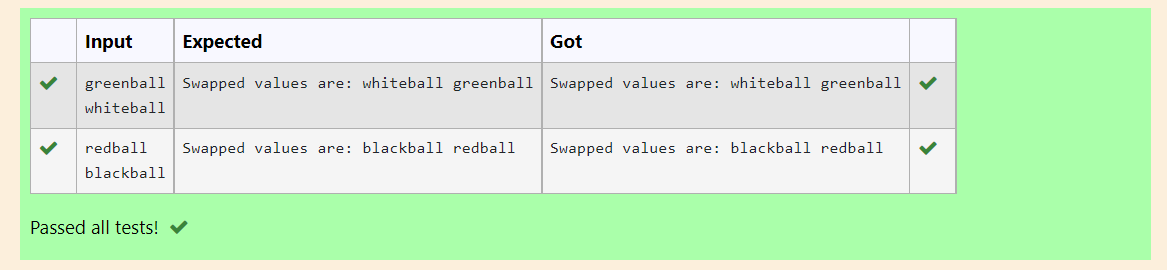 Input Expected Got
greenball Swapped values are: whiteball greenball Swapped values are: whiteball greenball
whiteball
redball Swapped values are: blackball redball Swapped values are: blackball redball
blackball
Passed all tests!